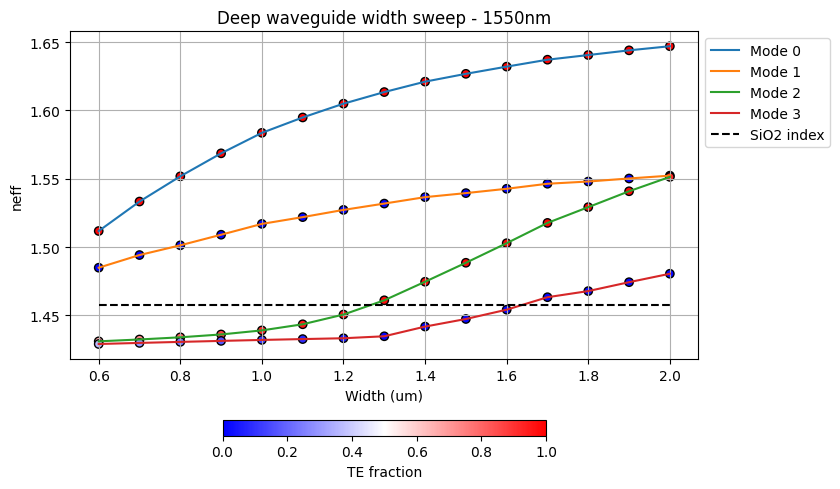 Deep waveguide width sweep - 1550nm
neff
1.65
1.60
1.55
1.50
1.45
0.6 0.8 1.0 1.2 1.4 1.6 1.8 2.0
Width (um)
Mode 0
Mode 1
Mode 2
Mode 3
SiO2 index
0.0 0.2 0.4 0.6 0.8 1.0
TE fraction